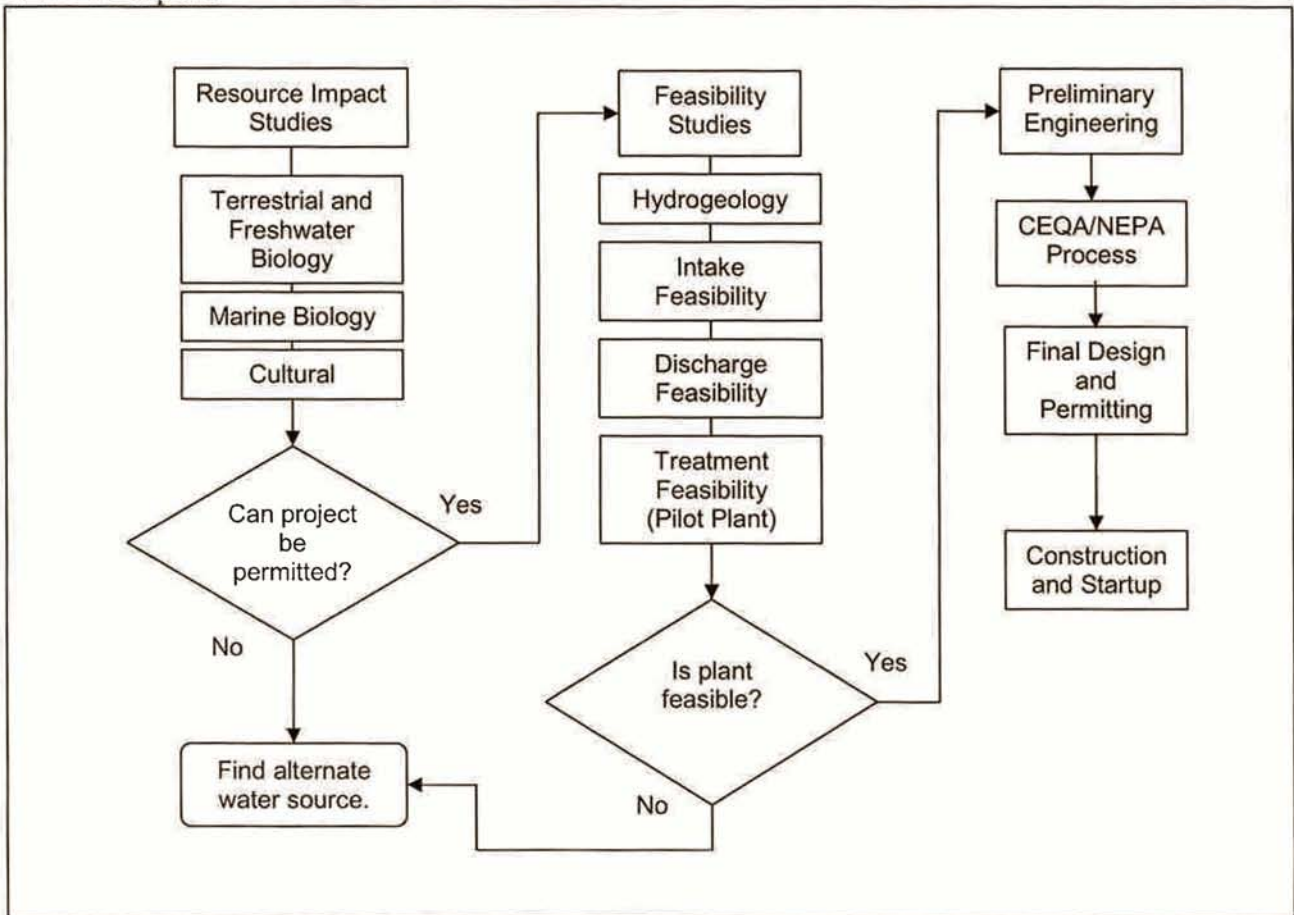 Resource Impact
Studies
Terrestrial and
Freshwater
Biology
Marine Biology
Cultural
Can project
be
permitted?
Yes
No
Find alternate
water source.
Feasibility
Studies
Hydrogeology
Intake
Feasibility
Discharge
Feasibility
Treatment
Feasibility
(Pilot Plant)
Is plant
feasible?
Yes
No
Preliminary
Engineering
CEQA/NEPA
Process
Final Design
and
Permitting
Construction
and Startup